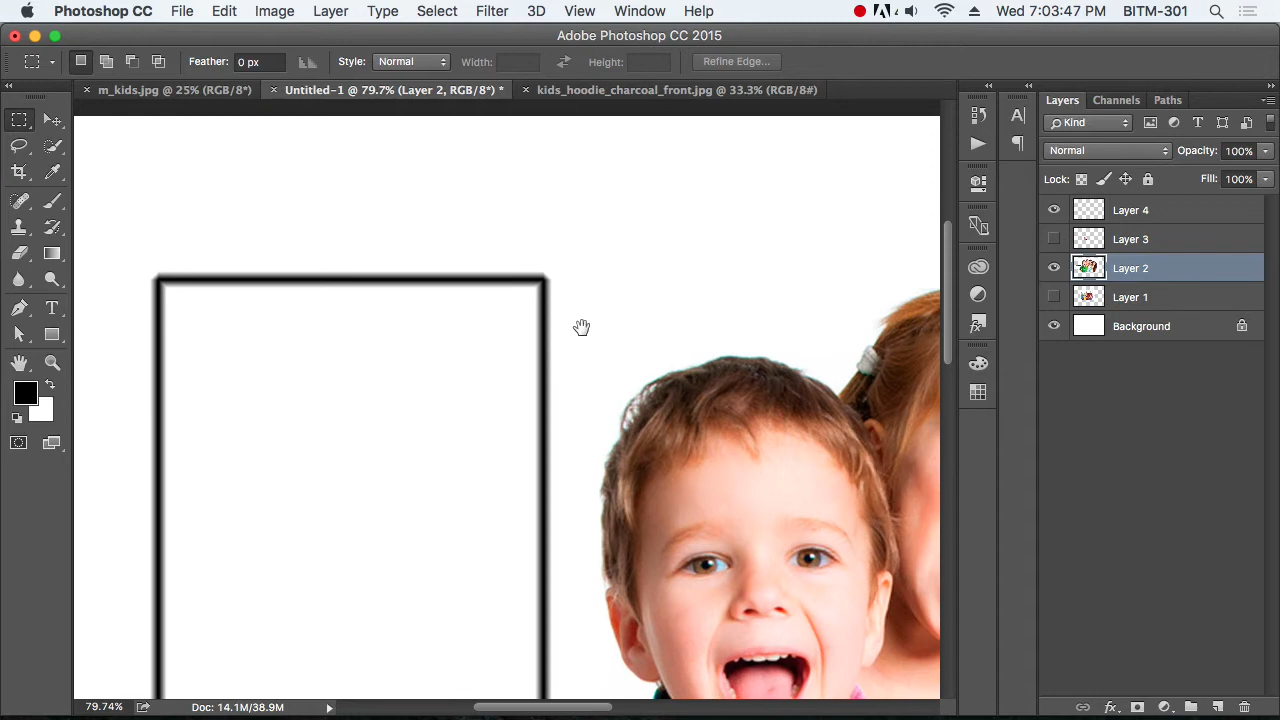 Photoshop CC File Edit Image Layer Type Select Filter 3D View Window Help Wed 7:03:47 PM BITM-301
Adobe Photoshop CC 2015
Feather: 0 px Style: Normal Width: Height: Refine Edge...
m_kids.jpg @ 25% (RGB/8*) Untitled-1 @ 79.7% (Layer 2, RGB/8*) * kids_hoodie_charcoal_front.jpg @ 33.3% (RGB/8#)
Layers Channels Paths
Kind
Normal Opacity: 100%
Lock: Fill: 100%
Layer 4
Layer 3
Layer 2
Layer 1
Background
79.74% Doc: 14.1M/38.9M